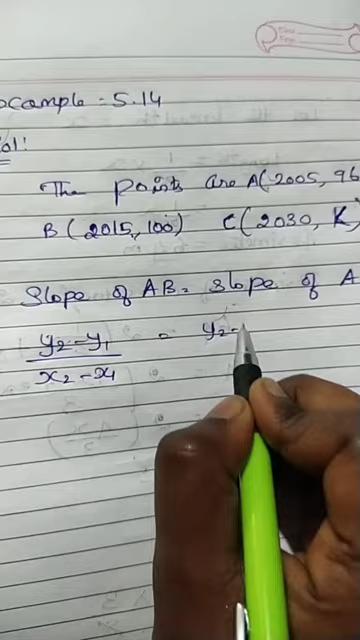 Example = 5.14
Sol:
The points are A(2005, 96
B(2015, 100) C(2030, K)
Slope of AB = slope of A
y₂ - y₁ / x₂ - x₁ = y₂ -